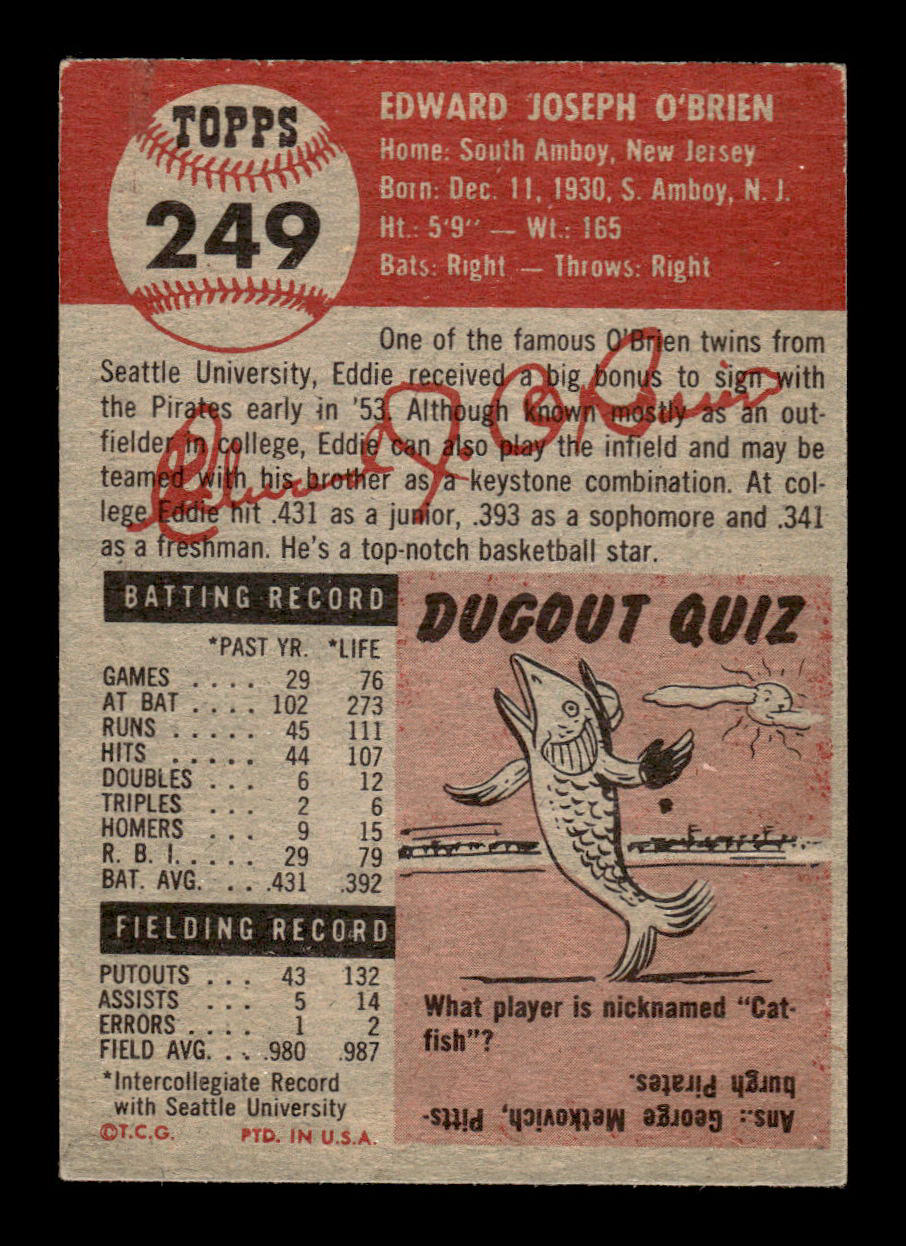 TOPPS
249
EDWARD JOSEPH O'BRIEN
Home: South Amboy, New Jersey
Born: Dec. 11, 1930, S. Amboy, N. J.
Ht.: 5'9" — Wt.: 165
Bats: Right — Throws: Right
One of the famous O'Brien twins from
Seattle University, Eddie received a big bonus to sign with
the Pirates early in '53. Although known mostly as an out-
fielder in college, Eddie can also play the infield and may be
teamed with his brother as a keystone combination. At col-
lege Eddie hit .431 as a junior, .393 as a sophomore and .341
as a freshman. He's a top-notch basketball star.
Edward J. O'Brien
BATTING RECORD
*PAST YR. *LIFE
GAMES . . . . 29 76
AT BAT . . . . 102 273
RUNS . . . . . 45 111
HITS . . . . . 44 107
DOUBLES . . . 6 12
TRIPLES . . . 2 6
HOMERS . . . 9 15
R. B. I. . . . . 29 79
BAT. AVG. . . . .431 .392
FIELDING RECORD
PUTOUTS . . . 43 132
ASSISTS . . . 5 14
ERRORS . . . . 1 2
FIELD AVG. . . . .980 .987
*Intercollegiate Record
with Seattle University
©T.C.G. PTD. IN U.S.A.
DUGOUT QUIZ
What player is nicknamed "Cat-
fish"?
Ans.: George Metkovich, Pitts-
burgh Pirates.